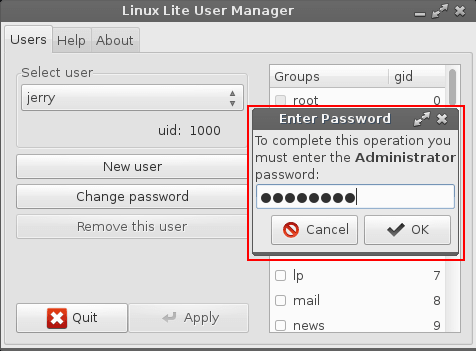 Linux Lite User Manager
Users Help About
Select user
jerry
uid: 1000
New user
Change password
Remove this user
Quit
Apply
Groups gid
root 0
Enter Password
To complete this operation you
must enter the Administrator
password:
Cancel
OK
lp 7
mail 8
news 9